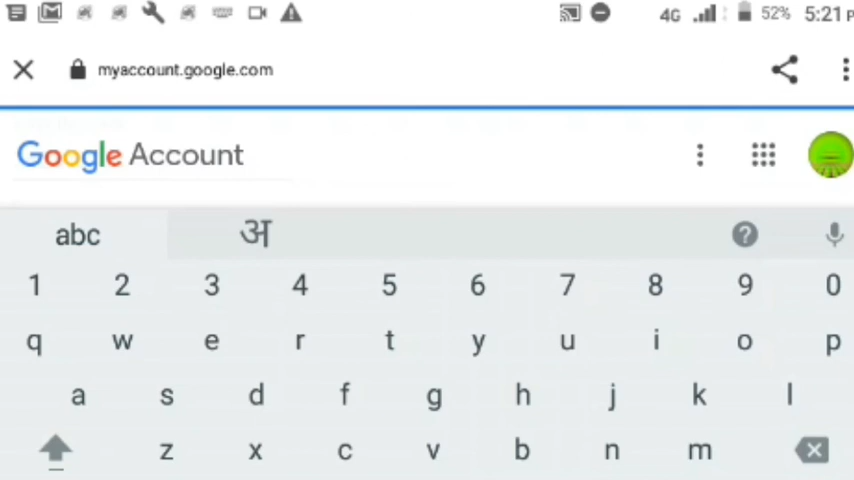 4G 52% 5:21 P
myaccount.google.com
Google Account
abc अ
1 2 3 4 5 6 7 8 9 0
q w e r t y u i o p
a s d f g h j k l
z x c v b n m